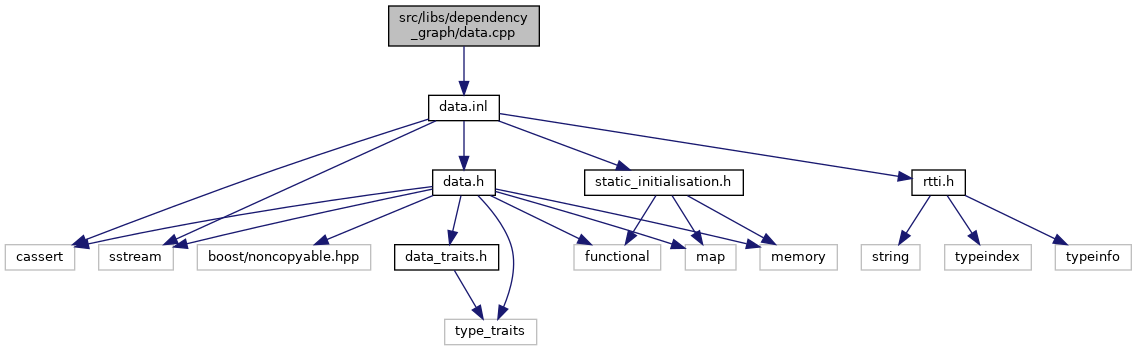 src/libs/dependency
_graph/data.cpp
data.inl
data.h
static_initialisation.h
rtti.h
cassert
sstream
boost/noncopyable.hpp
data_traits.h
functional
map
memory
string
typeindex
typeinfo
type_traits